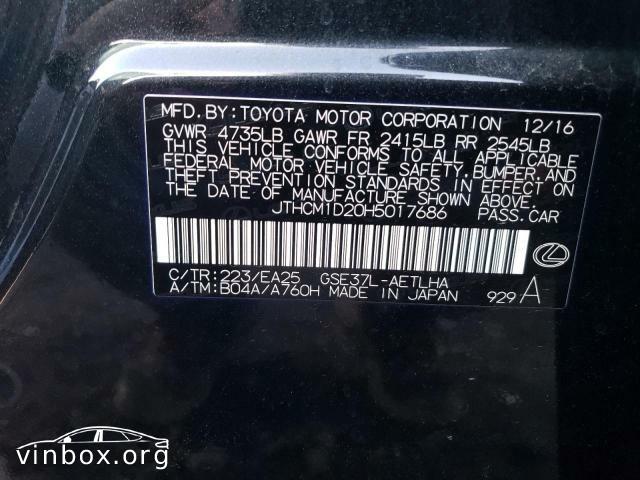 MFD. BY: TOYOTA MOTOR CORPORATION 12/16
GVWR 4735LB GAWR FR 2415LB RR 2545LB
THIS VEHICLE CONFORMS TO ALL APPLICABLE
FEDERAL MOTOR VEHICLE SAFETY, BUMPER, AND
THEFT PREVENTION STANDARDS IN EFFECT ON
THE DATE OF MANUFACTURE SHOWN ABOVE.
JTHCM1D20H5017686 PASS. CAR
C/TR: 223/EA25 GSE37L-AETLHA
A/TM: B04A/A760H MADE IN JAPAN 929 A
vinbox.org